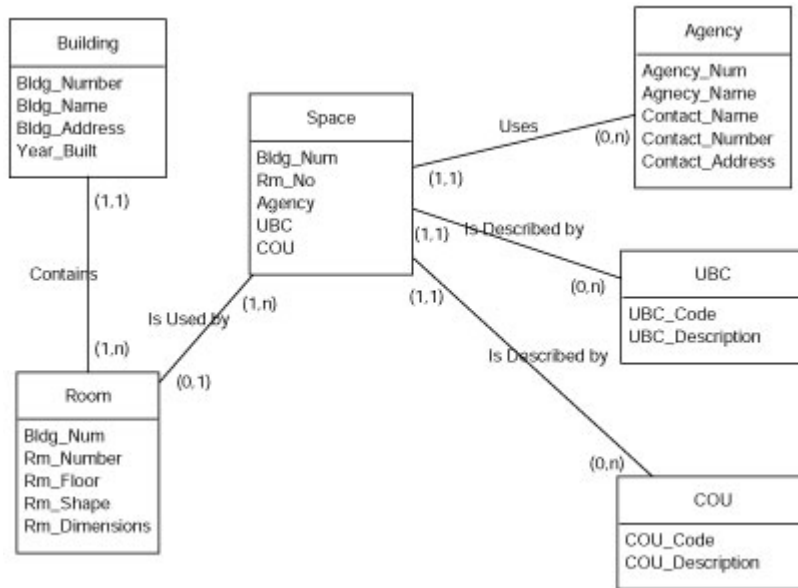 Building
Bldg_Number
Bldg_Name
Bldg_Address
Year_Built
(1,1)
Contains
(1,n)
Room
Bldg_Num
Rm_Number
Rm_Floor
Rm_Shape
Rm_Dimensions
(0,1)
Is Used by
(1,n)
Space
Bldg_Num
Rm_No
Agency
UBC
COU
(1,1)
Uses
(0,n)
Agency
Agency_Num
Agnecy_Name
Contact_Name
Contact_Number
Contact_Address
(1,1)
Is Described by
(0,n)
UBC
UBC_Code
UBC_Description
(1,1)
Is Described by
(0,n)
COU
COU_Code
COU_Description